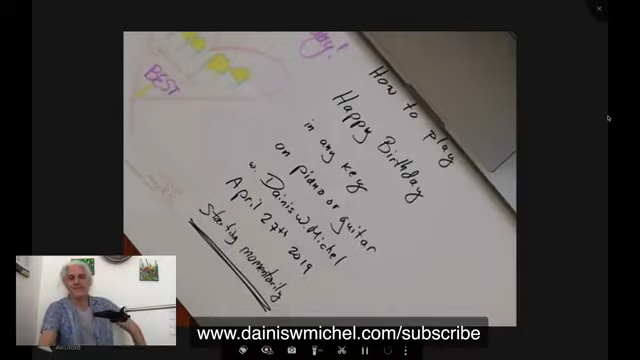 BEST
How to play
Happy Birthday
in any key
on piano or guitar
w. Dainis W. Michel
April 27th 2019
Starting momentarily
www.dainiswmichel.com/subscribe